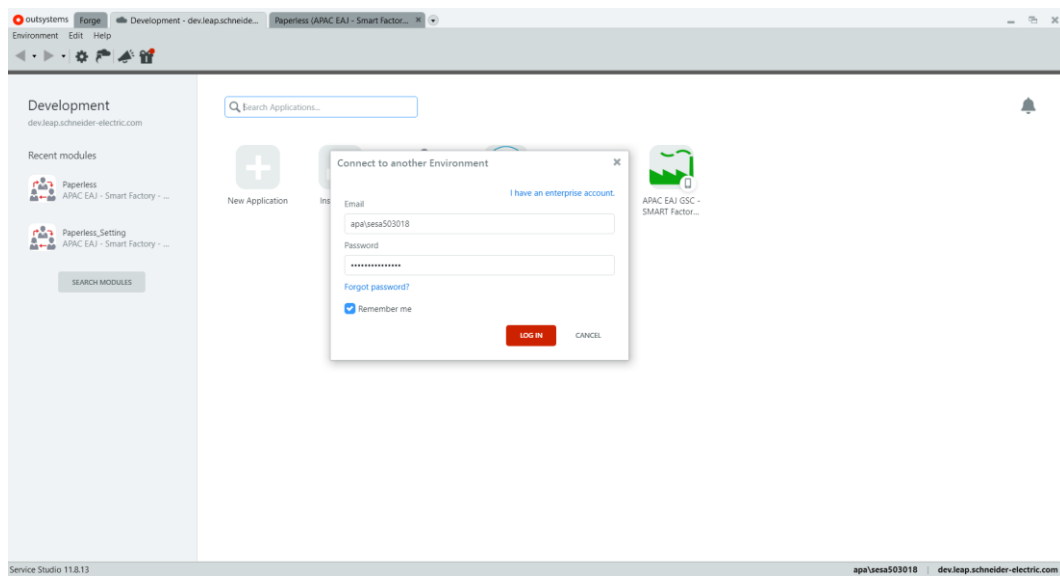 outsystems Forge Development - dev.leap.schneide... Paperless (APAC EAJ - Smart Factor...
Environment Edit Help
Development
dev.leap.schneider-electric.com
Recent modules
Paperless
APAC EAJ - Smart Factory - ...
Paperless_Setting
APAC EAJ - Smart Factory - ...
SEARCH MODULES
Search Applications...
New Application
Ins
Connect to another Environment
I have an enterprise account.
Email
apa\sesa503018
Password
Forgot password?
Remember me
LOG IN CANCEL
APAC EAJ GSC -
SMART Factor...
Service Studio 11.8.13
apa\sesa503018 | dev.leap.schneider-electric.com